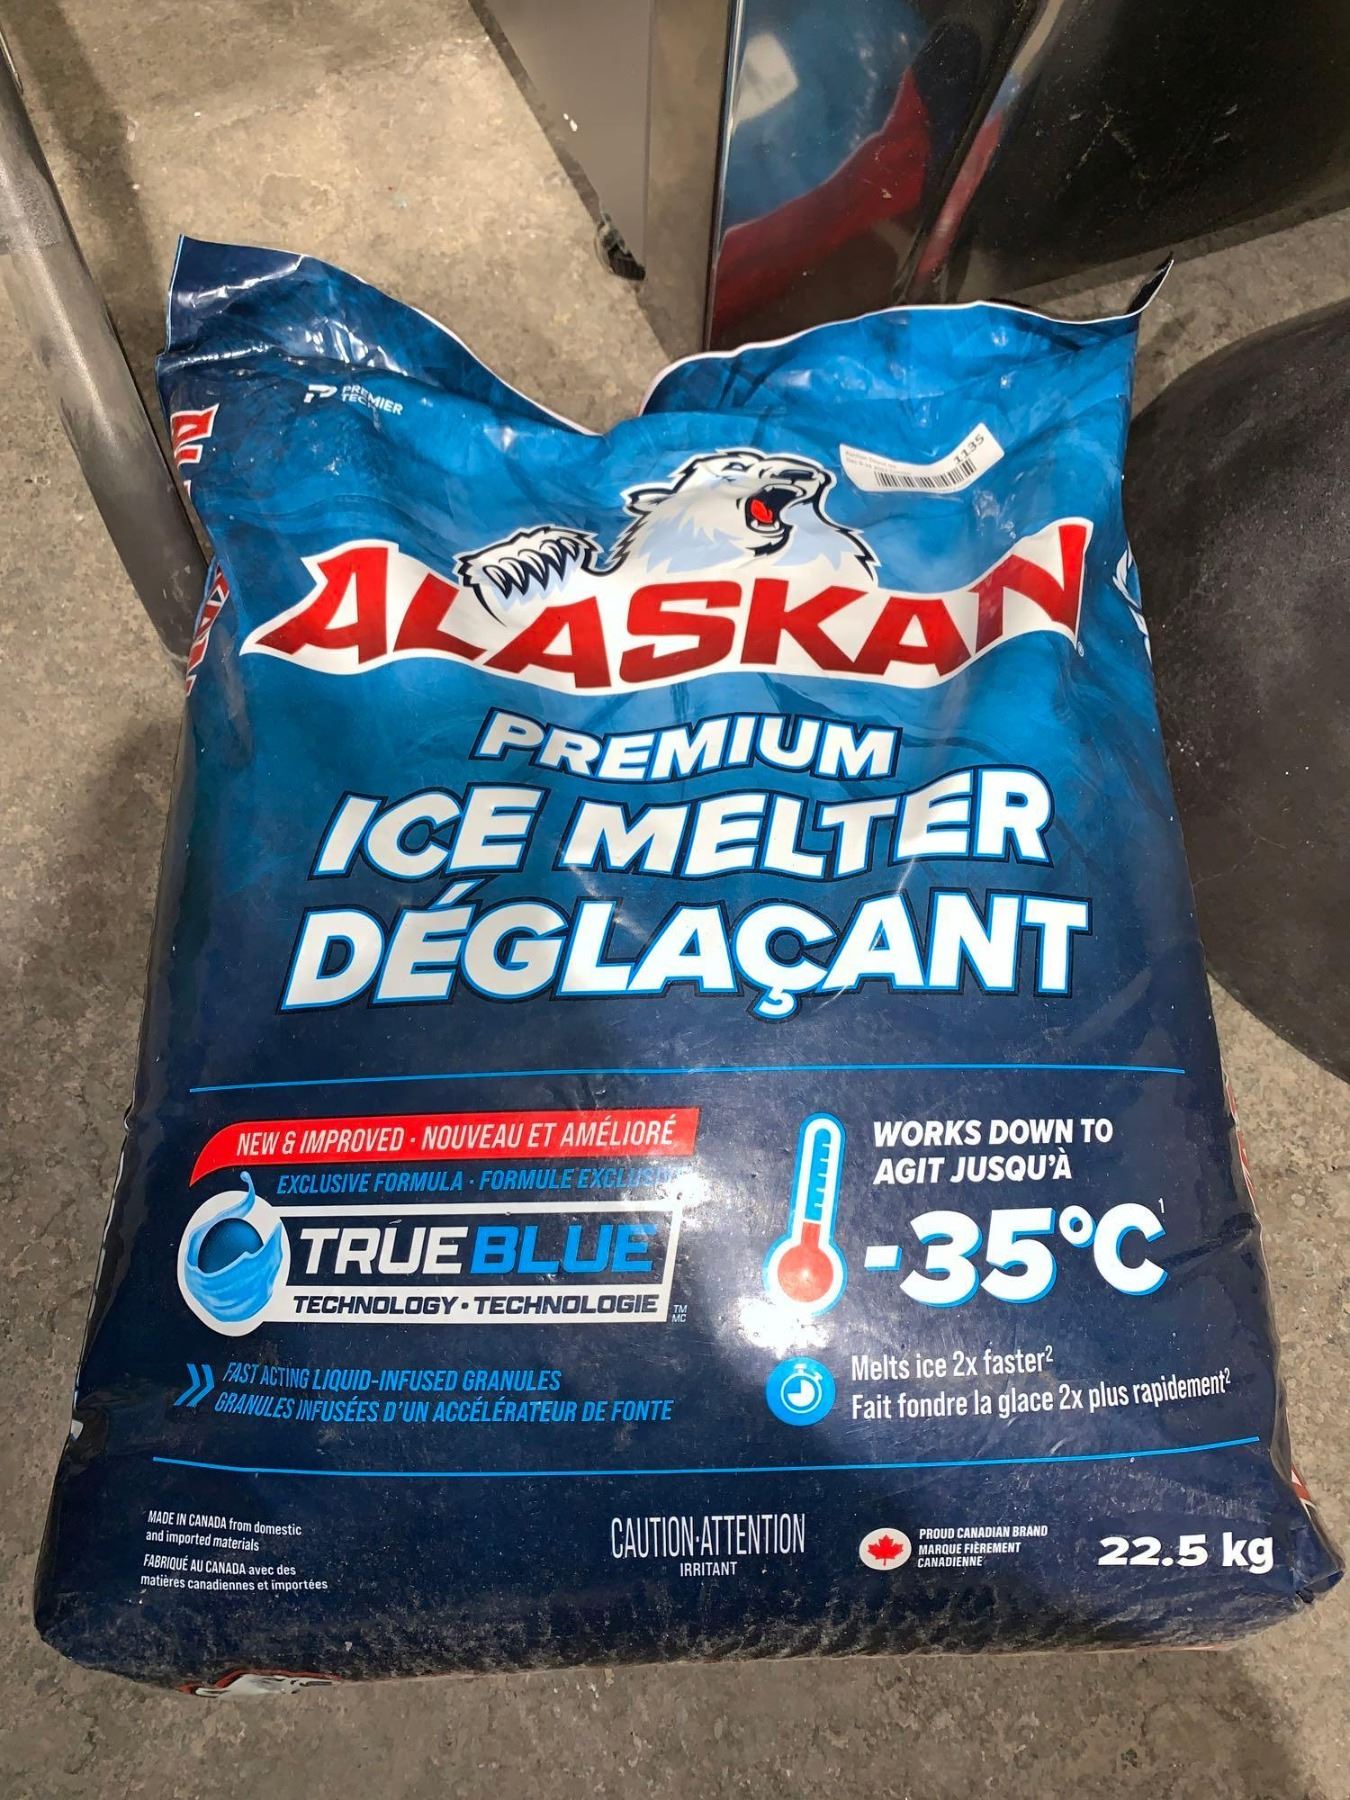 PREMIER
TECH
1135
ALASKAN®
PREMIUM
ICE MELTER
DÉGLAÇANT
NEW & IMPROVED · NOUVEAU ET AMÉLIORÉ
EXCLUSIVE FORMULA · FORMULE EXCLUSIVE
TRUEBLUE
TECHNOLOGY · TECHNOLOGIE
TM
MC
FAST ACTING LIQUID-INFUSED GRANULES
GRANULES INFUSÉES D'UN ACCÉLÉRATEUR DE FONTE
WORKS DOWN TO
AGIT JUSQU'À
-35°C¹
Melts ice 2x faster²
Fait fondre la glace 2x plus rapidement²
MADE IN CANADA from domestic
and imported materials
FABRIQUÉ AU CANADA avec des
matières canadiennes et importées
CAUTION·ATTENTION
IRRITANT
PROUD CANADIAN BRAND
MARQUE FIÈREMENT
CANADIENNE
22.5 kg